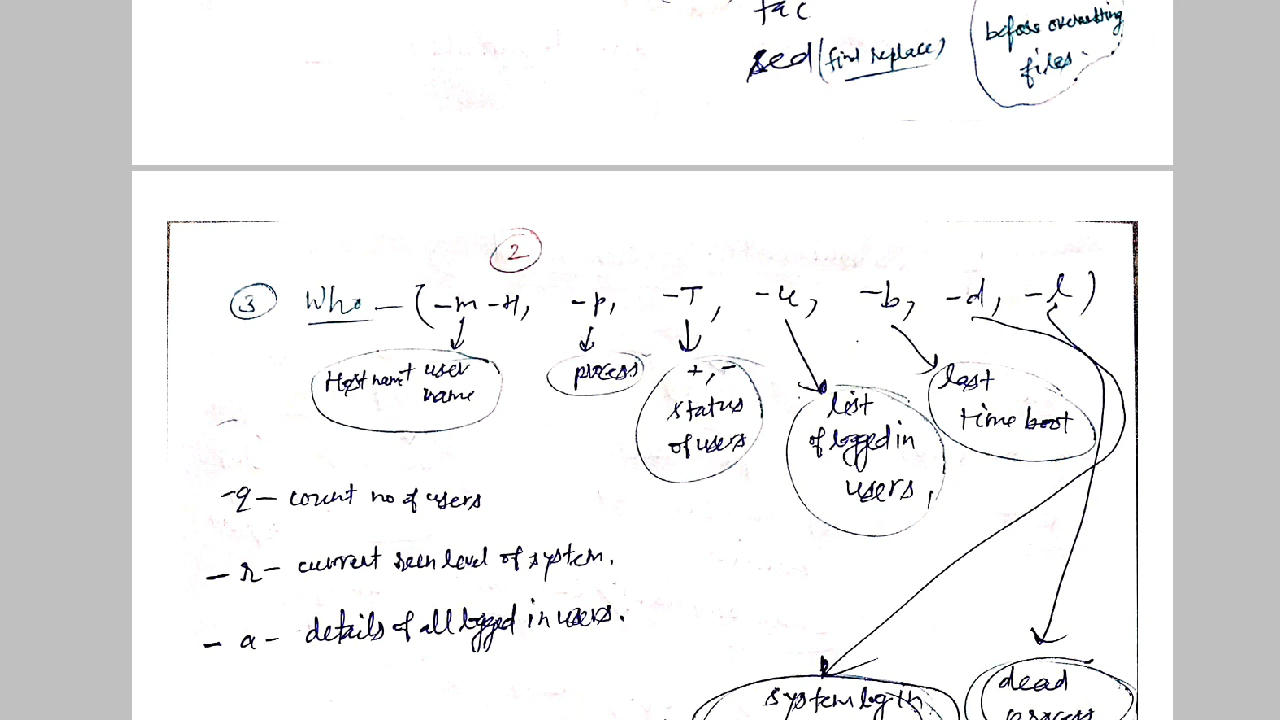 tac
sed (find replace)
before overwriting
files.
2
3 Who - (-m -H, -p, -T, -u, -b, -d, -l)
Host name user
name
process
+, -
status
of users
list
of logged in
users,
last
time boot
-q - count no of users
- r - current run level of system.
- a - details of all logged in users.
system login
dead
process